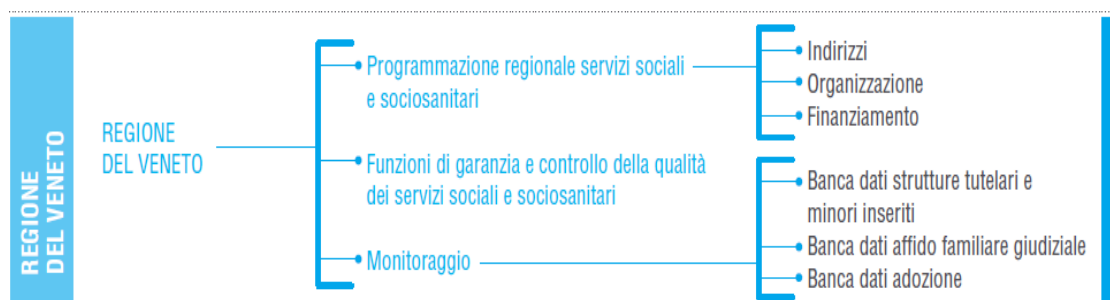 REGIONE
DEL VENETO
REGIONE
DEL VENETO
Programmazione regionale servizi sociali
e sociosanitari
Indirizzi
Organizzazione
Finanziamento
Funzioni di garanzia e controllo della qualità
dei servizi sociali e sociosanitari
Monitoraggio
Banca dati strutture tutelari e
minori inseriti
Banca dati affido familiare giudiziale
Banca dati adozione